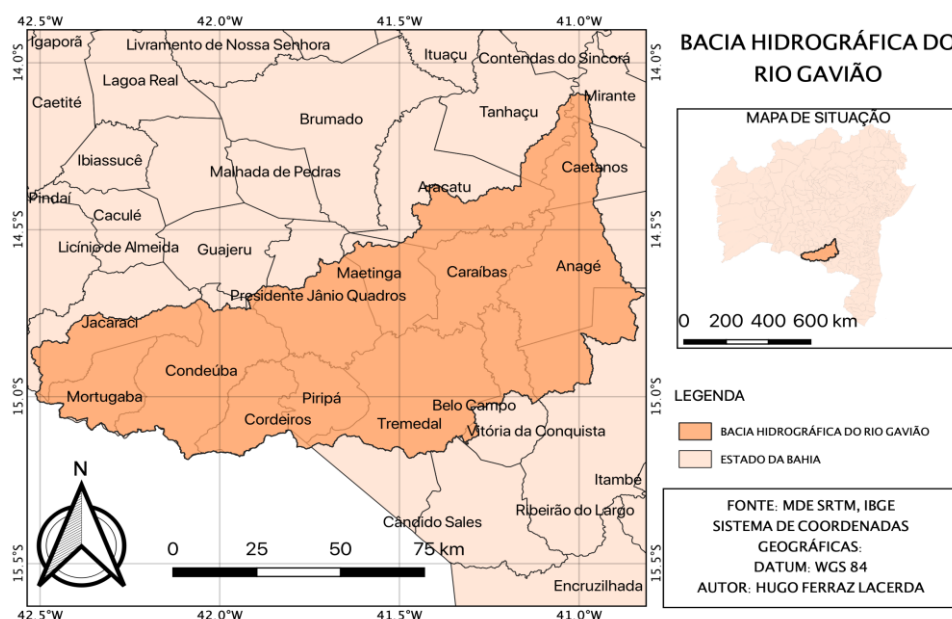 42.5°W
42.0°W
41.5°W
41.0°W
Igaporã
Livramento de Nossa Senhora
Ituaçu
Contendas do Sincorá
14.0°S
14.0°S
Lagoa Real
Caetité
Brumado
Tanhaçu
Mirante
Ibiassucê
Malhada de Pedras
Caetanos
Aracatu
Pindaí
Caculé
14.5°S
14.5°S
Licínio de Almeida
Guajeru
Maetinga
Caraíbas
Anagé
Presidente Jânio Quadros
Jacaraci
Condeúba
Mortugaba
Piripá
15.0°S
15.0°S
Belo Campo
Cordeiros
Tremedal
Vitória da Conquista
Itambé
N
Cândido Sales
Ribeirão do Largo
0 25 50 75 km
15.5°S
15.5°S
Encruzilhada
42.5°W
42.0°W
41.5°W
41.0°W
BACIA HIDROGRÁFICA DO
RIO GAVIÃO
MAPA DE SITUAÇÃO
0 200 400 600 km
LEGENDA
BACIA HIDROGRÁFICA DO RIO GAVIÃO
ESTADO DA BAHIA
FONTE: MDE SRTM, IBGE
SISTEMA DE COORDENADAS
GEOGRÁFICAS:
DATUM: WGS 84
AUTOR: HUGO FERRAZ LACERDA